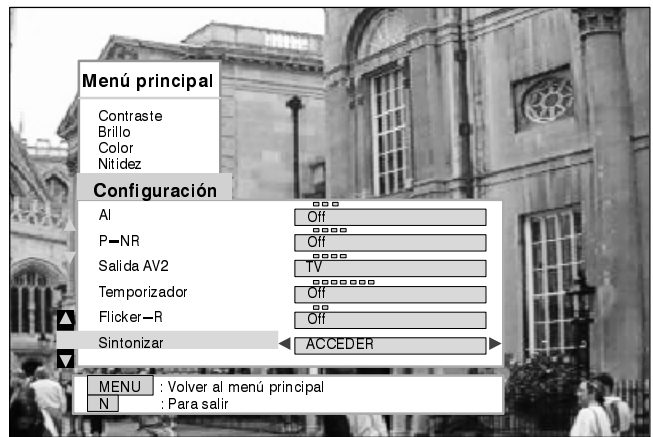 Menú principal
Contraste
Brillo
Color
Nitidez
Configuración
AI Off
P–NR Off
Salida AV2 TV
Temporizador Off
Flicker–R Off
Sintonizar ACCEDER
MENU : Volver al menú principal
N : Para salir